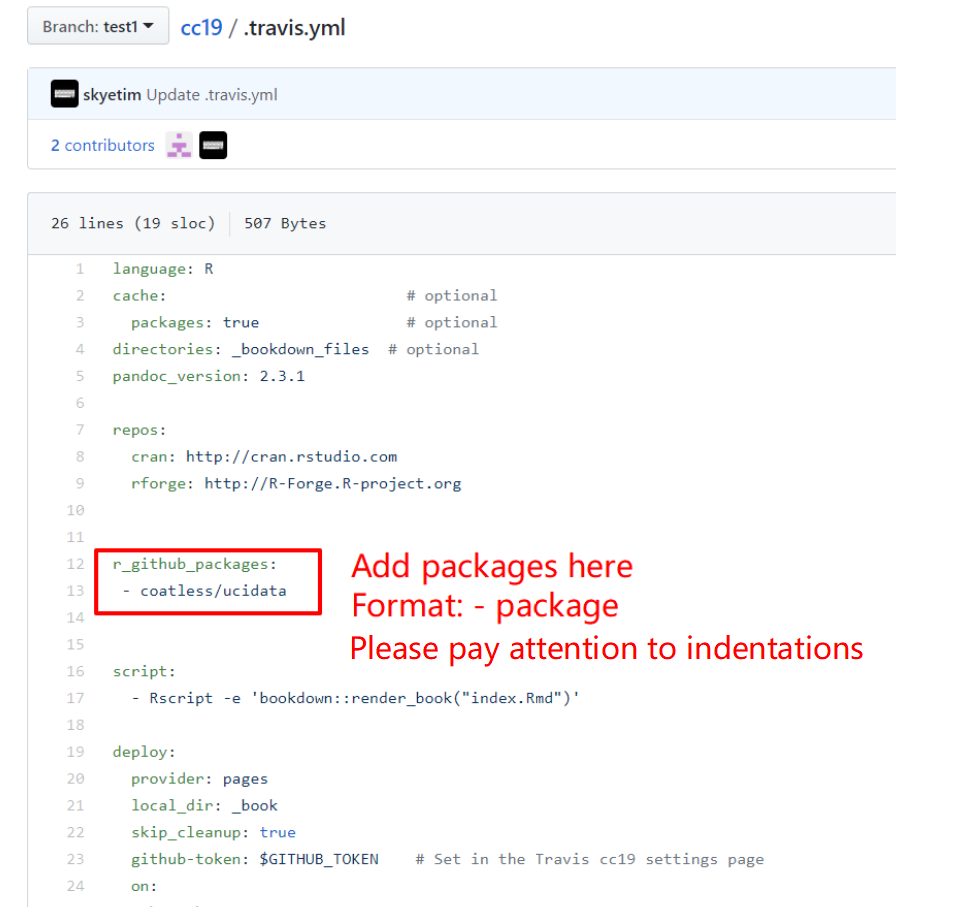 Branch: test1 cc19 / .travis.yml
skyetim Update .travis.yml
2 contributors
26 lines (19 sloc) 507 Bytes
1 language: R
2 cache: # optional
3 packages: true # optional
4 directories: _bookdown_files # optional
5 pandoc_version: 2.3.1
6
7 repos:
8 cran: http://cran.rstudio.com
9 rforge: http://R-Forge.R-project.org
10
11
12 r_github_packages:
13 - coatless/ucidata
14
Add packages here
Format: - package
Please pay attention to indentations
15
16 script:
17 - Rscript -e 'bookdown::render_book("index.Rmd")'
18
19 deploy:
20 provider: pages
21 local_dir: _book
22 skip_cleanup: true
23 github-token: $GITHUB_TOKEN # Set in the Travis cc19 settings page
24 on: